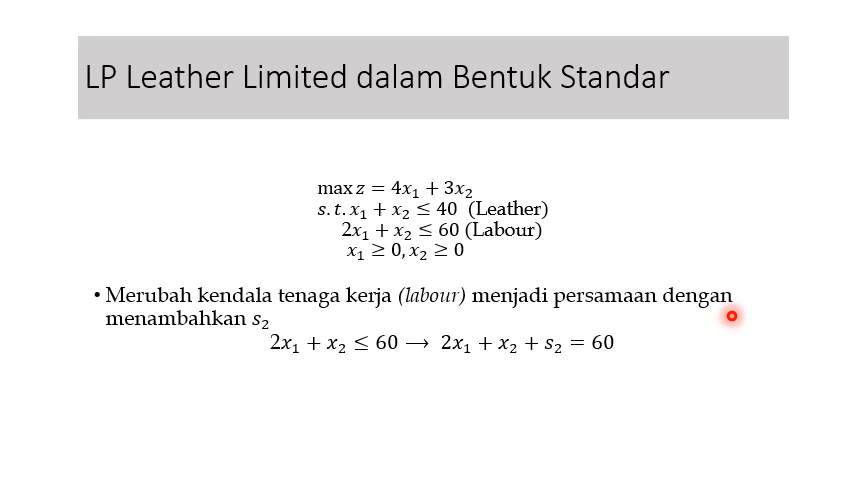 LP Leather Limited dalam Bentuk Standar
max z = 4x₁ + 3x₂
s.t. x₁ + x₂ ≤ 40 (Leather)
2x₁ + x₂ ≤ 60 (Labour)
x₁ ≥ 0, x₂ ≥ 0
• Merubah kendala tenaga kerja (labour) menjadi persamaan dengan
menambahkan s₂
2x₁ + x₂ ≤ 60 ⟶ 2x₁ + x₂ + s₂ = 60